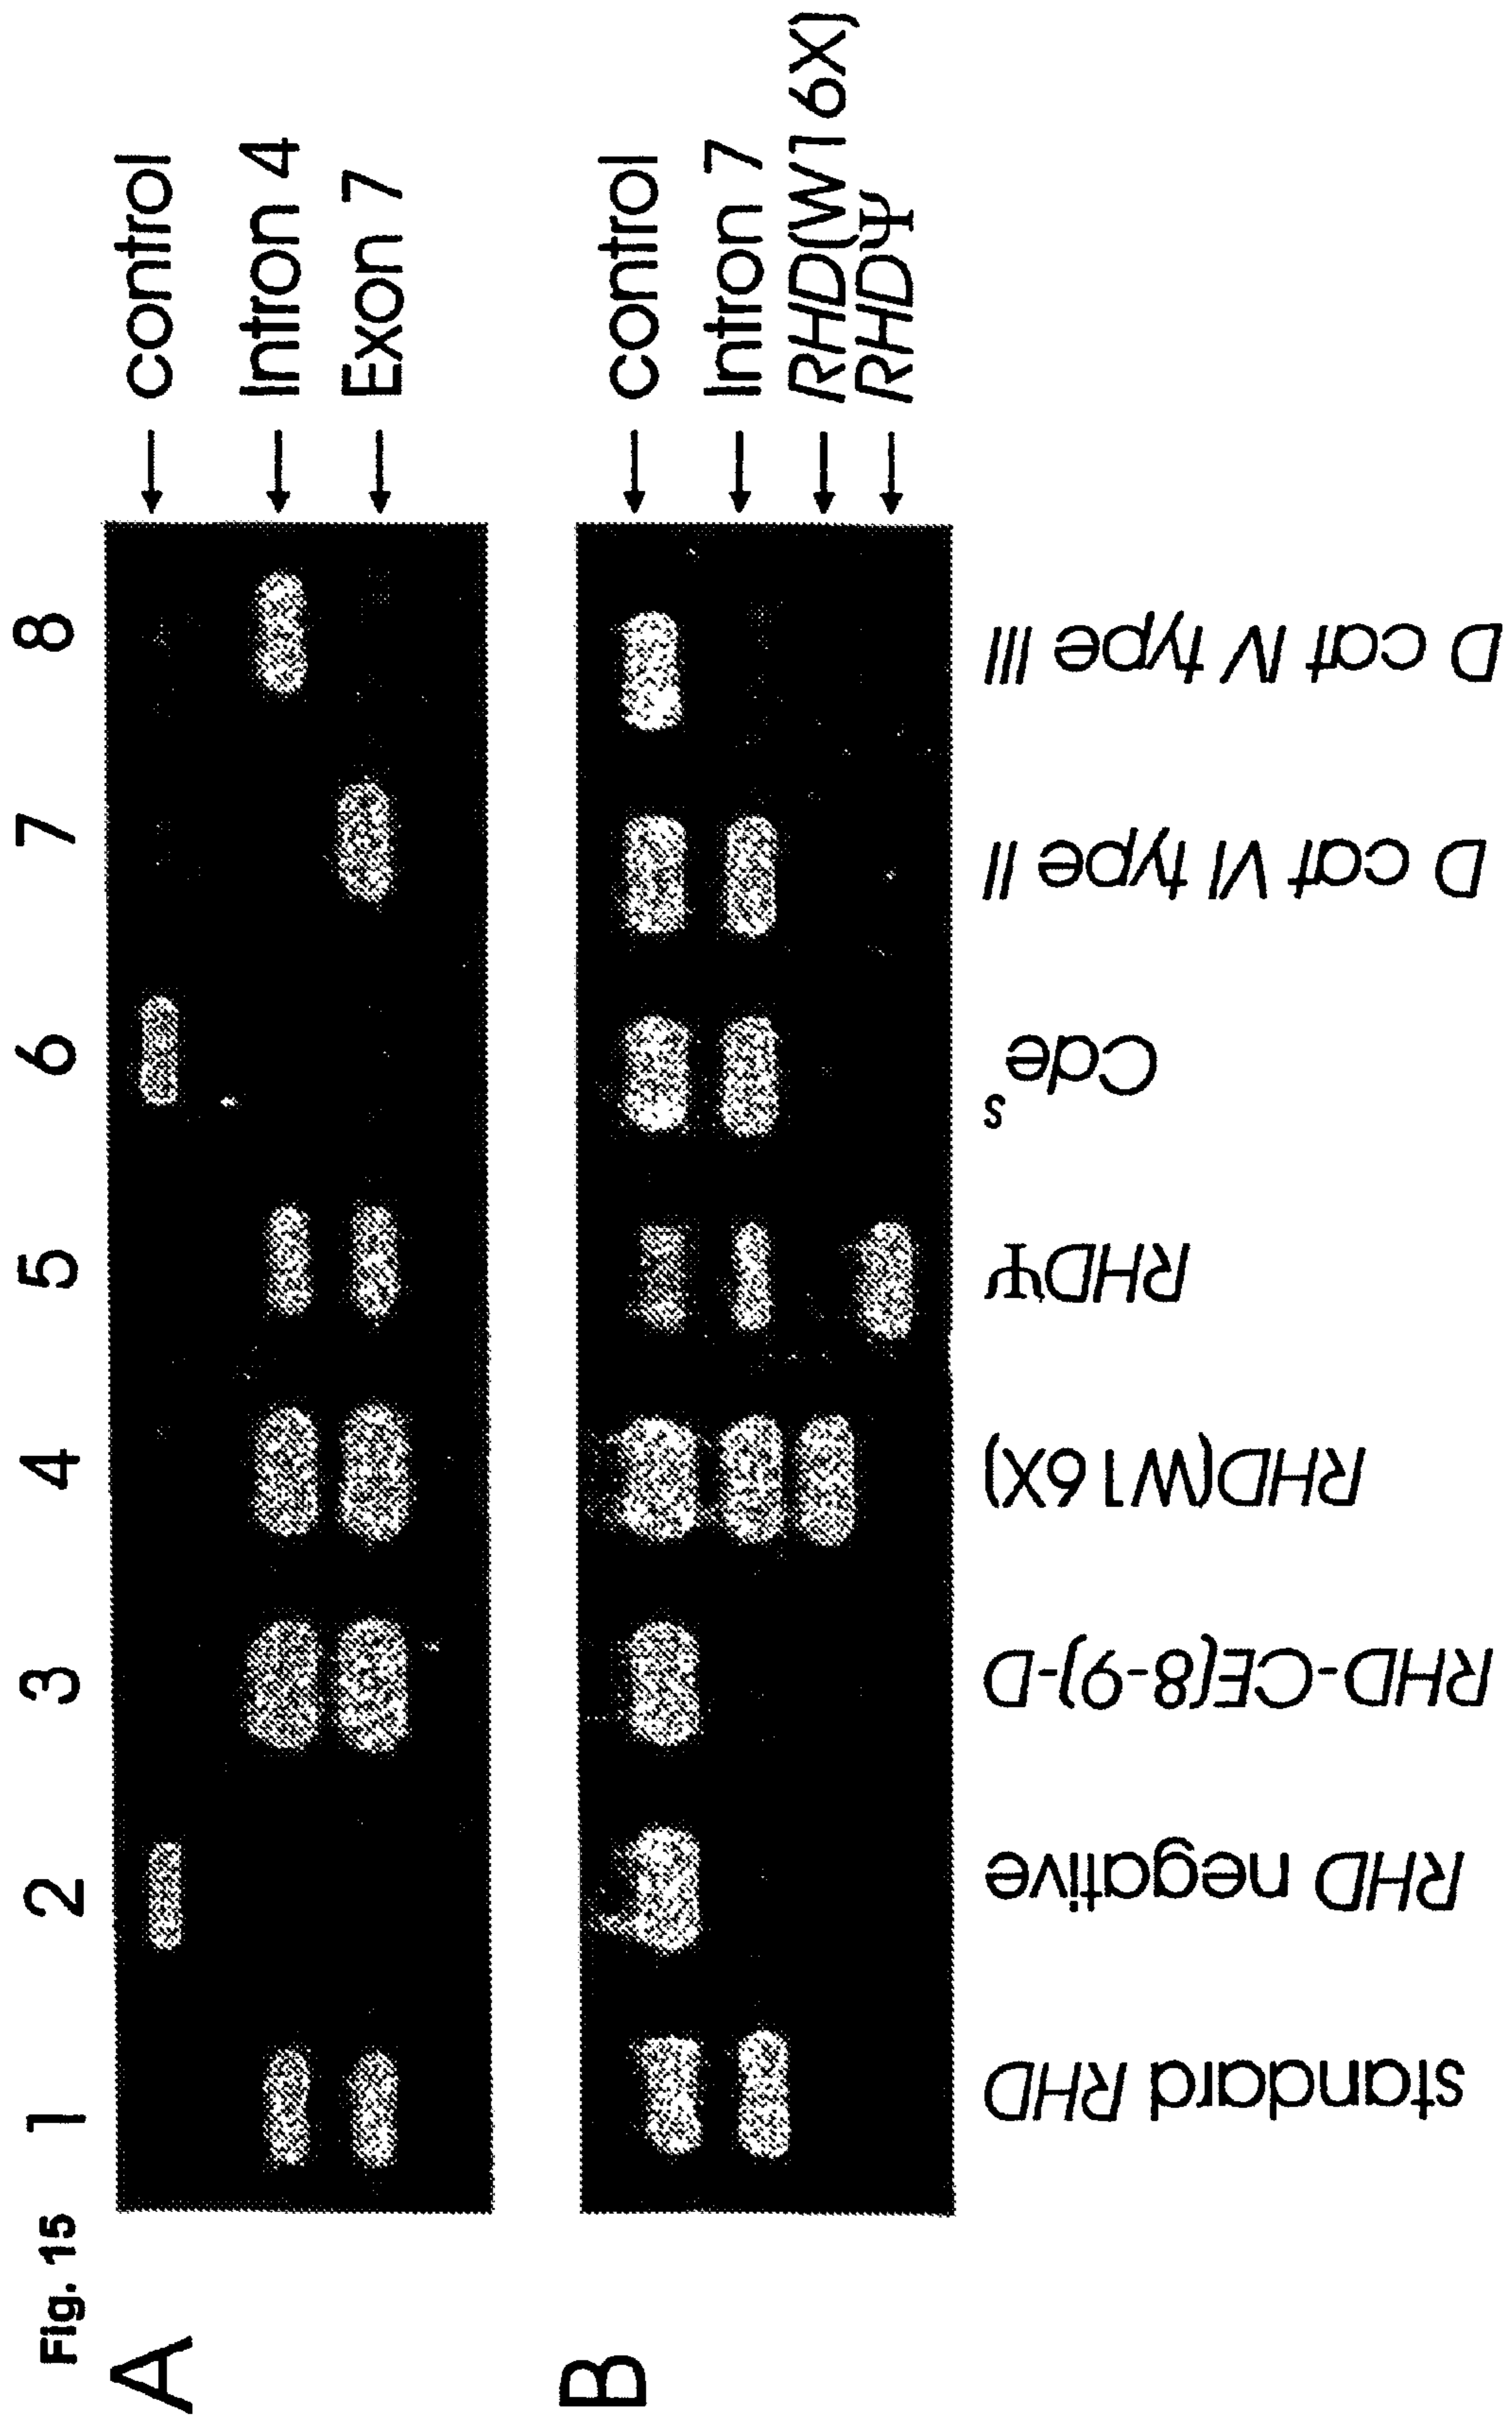 Fig. 15
1 2 3 4 5 6 7 8
A
control
Intron 4
Exon 7
B
control
Intron 7
RHD(W16X)
RHDΨ
standard RHD
RHD negative
RHD-CE(8-9)-D
RHD(W16X)
RHDΨ
Cdeˢ
D cat VI type II
D cat IV type III